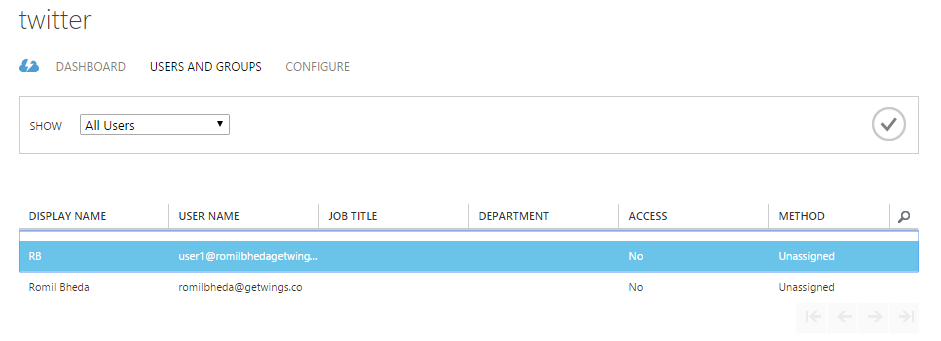 twitter
DASHBOARD USERS AND GROUPS CONFIGURE
SHOW All Users
DISPLAY NAME USER NAME JOB TITLE DEPARTMENT ACCESS METHOD
RB user1@romilbhedagetwing... No Unassigned
Romil Bheda romilbheda@getwings.co No Unassigned